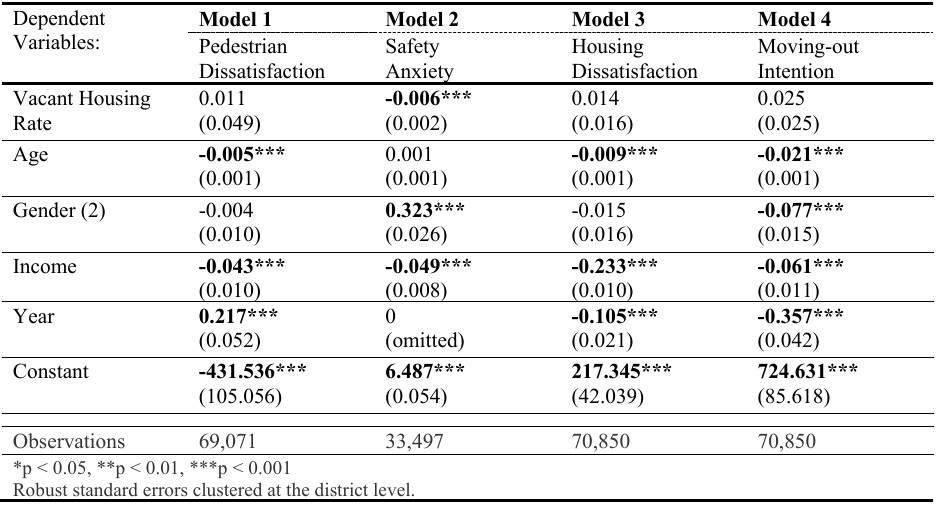 Dependent Variables: Model 1 Model 2 Model 3 Model 4
Pedestrian Dissatisfaction Safety Anxiety Housing Dissatisfaction Moving-out Intention
Vacant Housing Rate 0.011 -0.006*** 0.014 0.025
(0.049) (0.002) (0.016) (0.025)
Age -0.005*** 0.001 -0.009*** -0.021***
(0.001) (0.001) (0.001) (0.001)
Gender (2) -0.004 0.323*** -0.015 -0.077***
(0.010) (0.026) (0.016) (0.015)
Income -0.043*** -0.049*** -0.233*** -0.061***
(0.010) (0.008) (0.010) (0.011)
Year 0.217*** 0 -0.105*** -0.357***
(0.052) (omitted) (0.021) (0.042)
Constant -431.536*** 6.487*** 217.345*** 724.631***
(105.056) (0.054) (42.039) (85.618)
Observations 69,071 33,497 70,850 70,850
*p < 0.05, **p < 0.01, ***p < 0.001
Robust standard errors clustered at the district level.